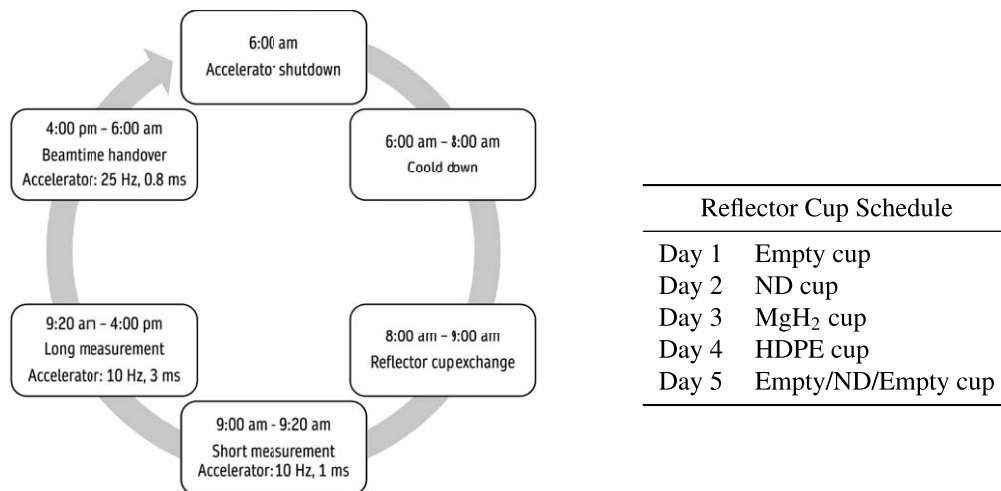 6:00 am
Accelerator shutdown
6:00 am – 8:00 am
Coold down
8:00 am – 9:00 am
Reflector cup exchange
9:00 am - 9:20 am
Short measurement
Accelerator: 10 Hz, 1 ms
9:20 am – 4:00 pm
Long measurement
Accelerator: 10 Hz, 3 ms
4:00 pm – 6:00 am
Beamtime handover
Accelerator: 25 Hz, 0.8 ms
Reflector Cup Schedule
Day 1 Empty cup
Day 2 ND cup
Day 3 MgH₂ cup
Day 4 HDPE cup
Day 5 Empty/ND/Empty cup